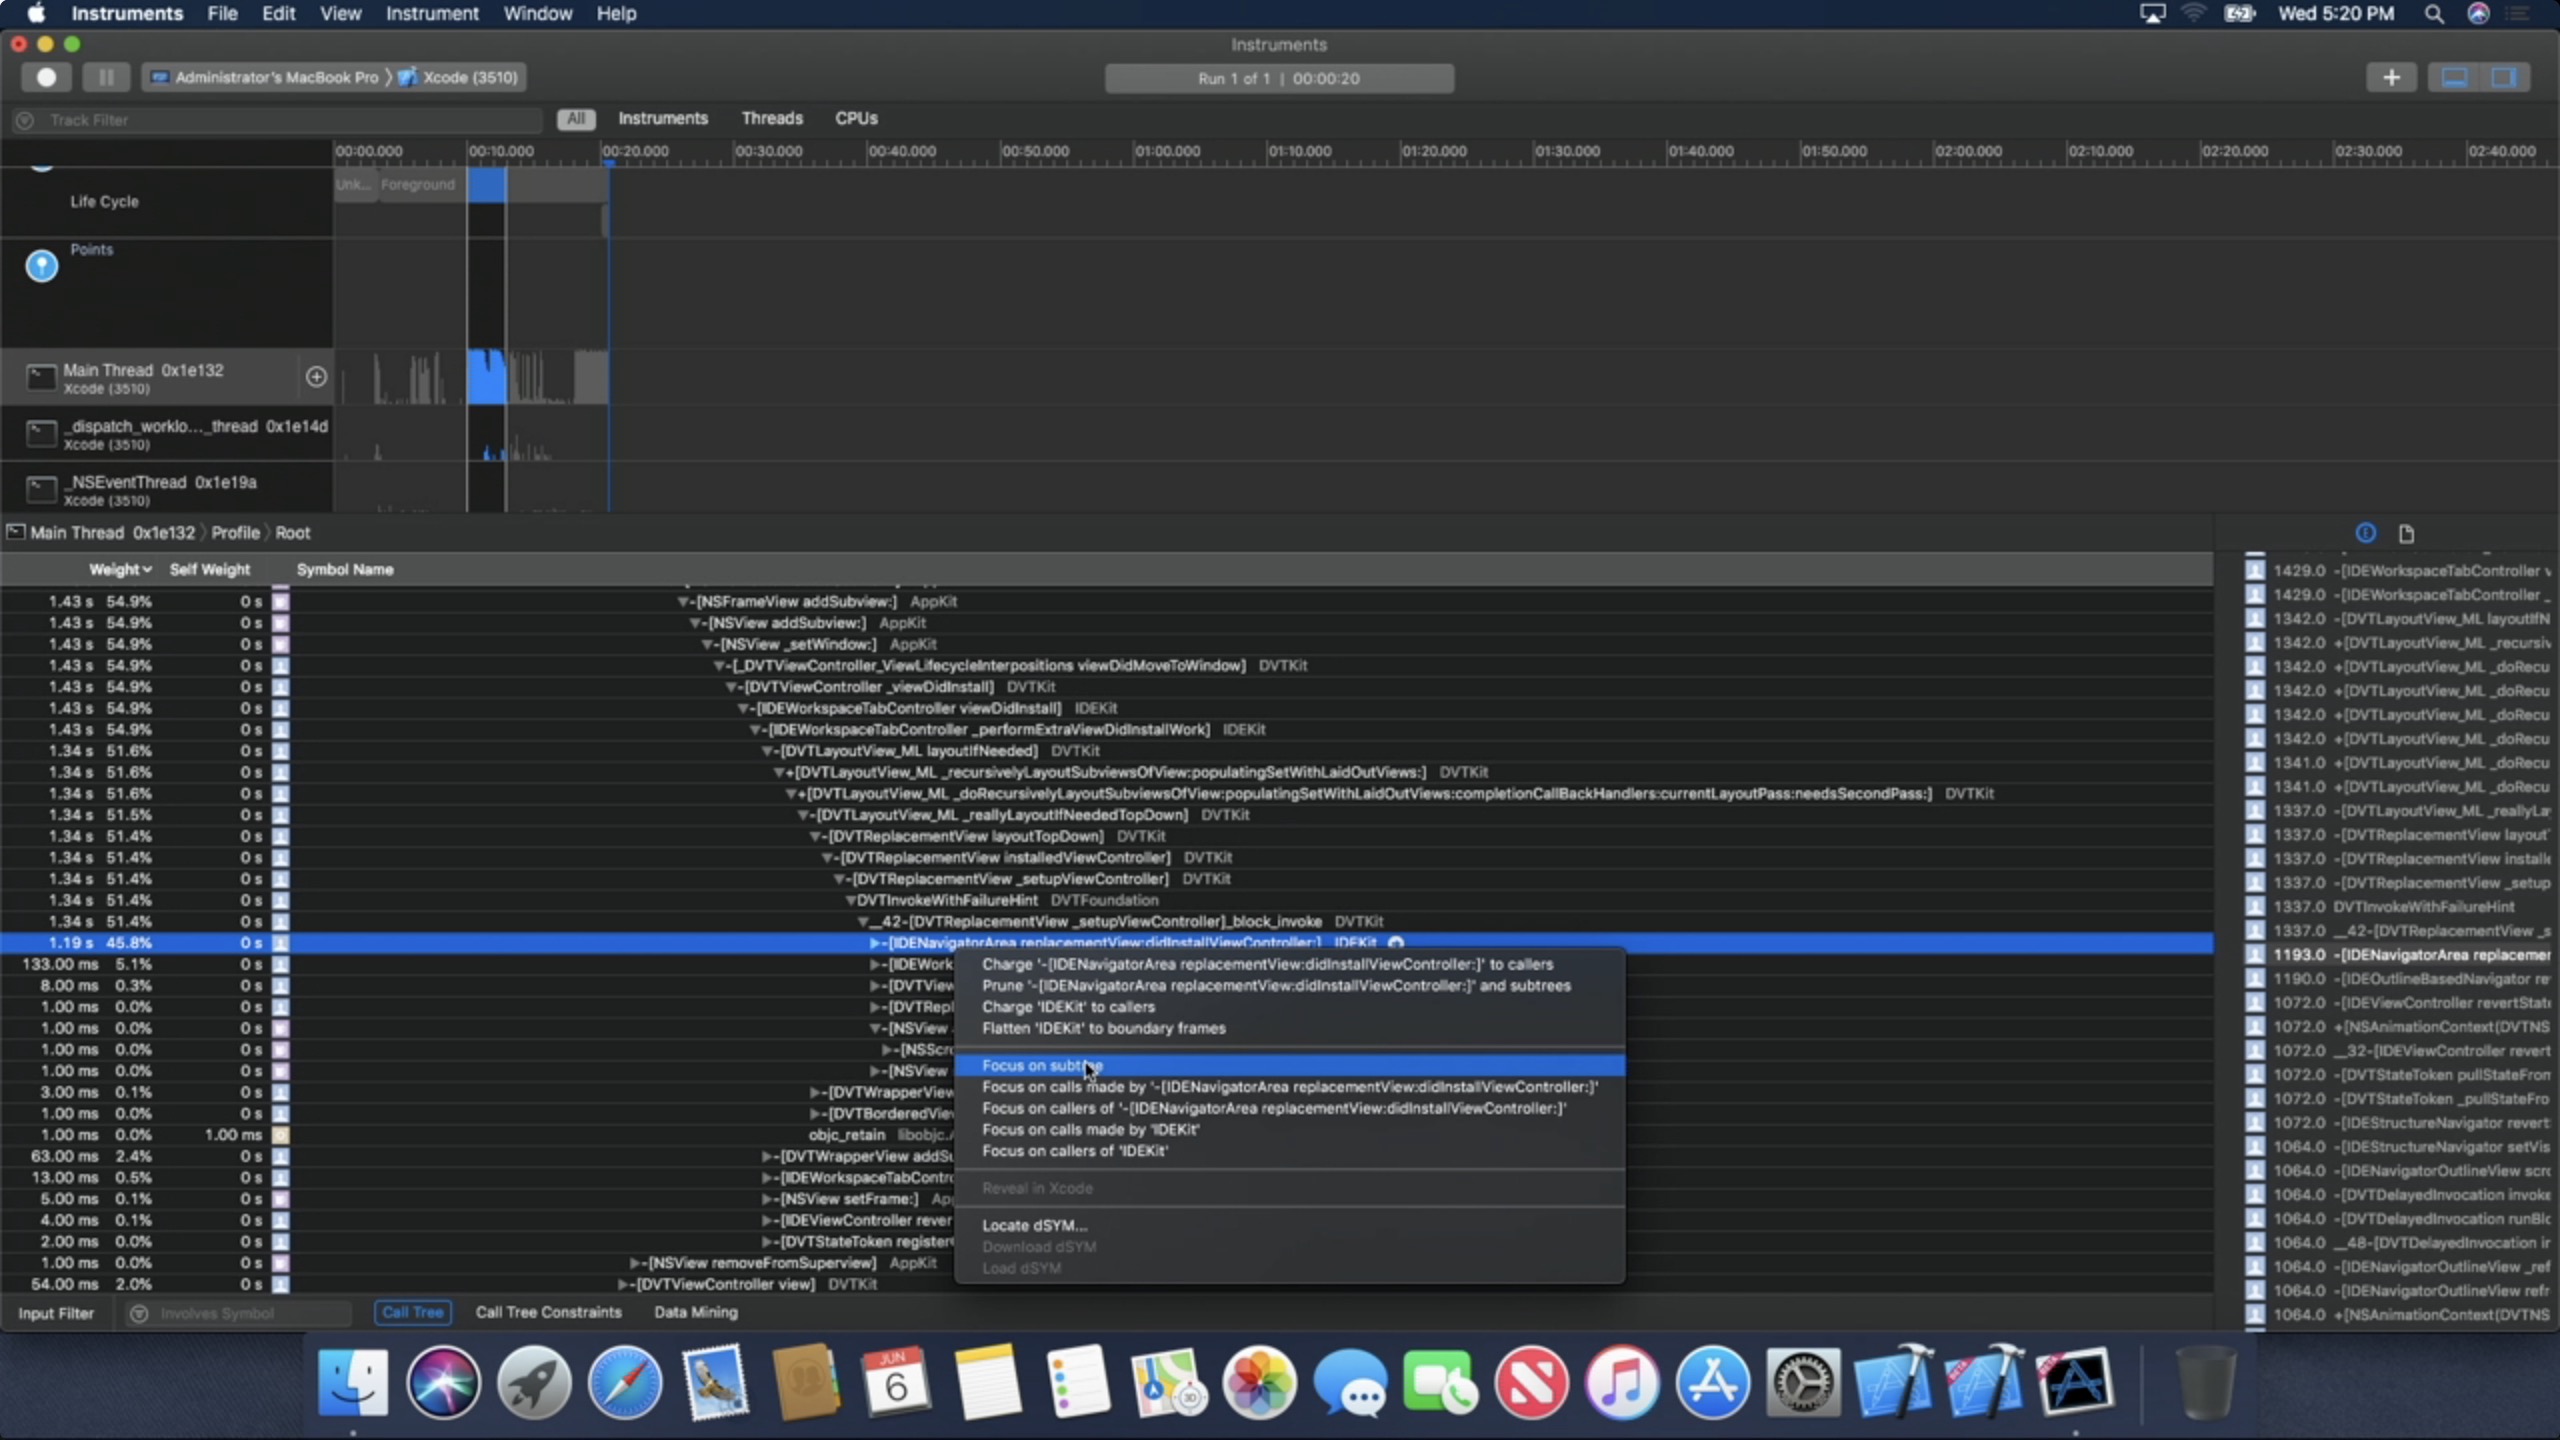 Instruments File Edit View Instrument Window Help Wed 5:20 PM
Instruments
Administrator's MacBook Pro Xcode (3510) Run 1 of 1 | 00:00:20
Track Filter All Instruments Threads CPUs
00:00.000 00:10.000 00:20.000 00:30.000 00:40.000 00:50.000 01:00.000 01:10.000 01:20.000 01:30.000 01:40.000 01:50.000 02:00.000 02:10.000 02:20.000 02:30.000 02:40.000
Unk... Foreground
Life Cycle
Points
Main Thread 0x1e132
Xcode (3510)
_dispatch_worklo..._thread 0x1e14d
Xcode (3510)
_NSEventThread 0x1e19a
Xcode (3510)
Main Thread 0x1e132 Profile Root
Weight Self Weight Symbol Name
1.43 s 54.9% 0 s -[NSFrameView addSubview:] AppKit
1.43 s 54.9% 0 s -[NSView addSubview:] AppKit
1.43 s 54.9% 0 s -[NSView _setWindow:] AppKit
1.43 s 54.9% 0 s -[_DVTViewController_ViewLifecycleInterpositions viewDidMoveToWindow] DVTKit
1.43 s 54.9% 0 s -[DVTViewController _viewDidInstall] DVTKit
1.43 s 54.9% 0 s -[IDEWorkspaceTabController viewDidInstall] IDEKit
1.43 s 54.9% 0 s -[IDEWorkspaceTabController _performExtraViewDidInstallWork] IDEKit
1.34 s 51.6% 0 s -[DVTLayoutView_ML layoutIfNeeded] DVTKit
1.34 s 51.6% 0 s +[DVTLayoutView_ML _recursivelyLayoutSubviewsOfView:populatingSetWithLaidOutViews:] DVTKit
1.34 s 51.6% 0 s +[DVTLayoutView_ML _doRecursivelyLayoutSubviewsOfView:populatingSetWithLaidOutViews:completionCallBackHandlers:currentLayoutPass:needsSecondPass:] DVTKit
1.34 s 51.5% 0 s -[DVTLayoutView_ML _reallyLayoutIfNeededTopDown] DVTKit
1.34 s 51.4% 0 s -[DVTReplacementView layoutTopDown] DVTKit
1.34 s 51.4% 0 s -[DVTReplacementView installedViewController] DVTKit
1.34 s 51.4% 0 s -[DVTReplacementView _setupViewController] DVTKit
1.34 s 51.4% 0 s DVTInvokeWithFailureHint DVTFoundation
1.34 s 51.4% 0 s __42-[DVTReplacementView _setupViewController]_block_invoke DVTKit
1.19 s 45.8% 0 s -[IDENavigatorArea replacementView:didInstallViewController:] IDEKit
133.00 ms 5.1% 0 s -[IDEWork
8.00 ms 0.3% 0 s -[DVTView
1.00 ms 0.0% 0 s -[DVTRepl
1.00 ms 0.0% 0 s -[NSView
1.00 ms 0.0% 0 s -[NSScr
1.00 ms 0.0% 0 s -[NSView
3.00 ms 0.1% 0 s -[DVTWrapperView
1.00 ms 0.0% 0 s -[DVTBorderedView
1.00 ms 0.0% 1.00 ms objc_retain libobjc.
63.00 ms 2.4% 0 s -[DVTWrapperView addSu
13.00 ms 0.5% 0 s -[IDEWorkspaceTabContr
5.00 ms 0.1% 0 s -[NSView setFrame:] App
4.00 ms 0.1% 0 s -[IDEViewController rever
2.00 ms 0.0% 0 s -[DVTStateToken register
1.00 ms 0.0% 0 s -[NSView removeFromSuperview] AppKit
54.00 ms 2.0% 0 s -[DVTViewController view] DVTKit
Charge '-[IDENavigatorArea replacementView:didInstallViewController:]' to callers
Prune '-[IDENavigatorArea replacementView:didInstallViewController:]' and subtrees
Charge 'IDEKit' to callers
Flatten 'IDEKit' to boundary frames
Focus on subtree
Focus on calls made by '-[IDENavigatorArea replacementView:didInstallViewController:]'
Focus on callers of '-[IDENavigatorArea replacementView:didInstallViewController:]'
Focus on calls made by 'IDEKit'
Focus on callers of 'IDEKit'
Reveal in Xcode
Locate dSYM...
Download dSYM
Load dSYM
1429.0 -[IDEWorkspaceTabController v
1429.0 -[IDEWorkspaceTabController _
1342.0 -[DVTLayoutView_ML layoutIfN
1342.0 +[DVTLayoutView_ML _recursiv
1342.0 +[DVTLayoutView_ML _doRecu
1342.0 +[DVTLayoutView_ML _doRecu
1342.0 +[DVTLayoutView_ML _doRecu
1342.0 +[DVTLayoutView_ML _doRecu
1341.0 +[DVTLayoutView_ML _doRecu
1341.0 +[DVTLayoutView_ML _doRecu
1337.0 -[DVTLayoutView_ML _reallyLa
1337.0 -[DVTReplacementView layout
1337.0 -[DVTReplacementView installe
1337.0 -[DVTReplacementView _setup
1337.0 DVTInvokeWithFailureHint
1337.0 __42-[DVTReplacementView _s
1193.0 -[IDENavigatorArea replacemer
1190.0 -[IDEOutlineBasedNavigator re
1072.0 -[IDEViewController revertState
1072.0 +[NSAnimationContext(DVTNS
1072.0 __32-[IDEViewController revert
1072.0 -[DVTStateToken pullStateFrom
1072.0 -[DVTStateToken _pullStateFro
1072.0 -[IDEStructureNavigator revert
1064.0 -[IDEStructureNavigator setVis
1064.0 -[IDENavigatorOutlineView scro
1064.0 -[DVTDelayedInvocation invoke
1064.0 -[DVTDelayedInvocation runBlo
1064.0 __48-[DVTDelayedInvocation ir
1064.0 -[IDENavigatorOutlineView _ref
1064.0 -[IDENavigatorOutlineView refr
1064.0 +[NSAnimationContext(DVTNS
Input Filter Involves Symbol Call Tree Call Tree Constraints Data Mining
JUN
6